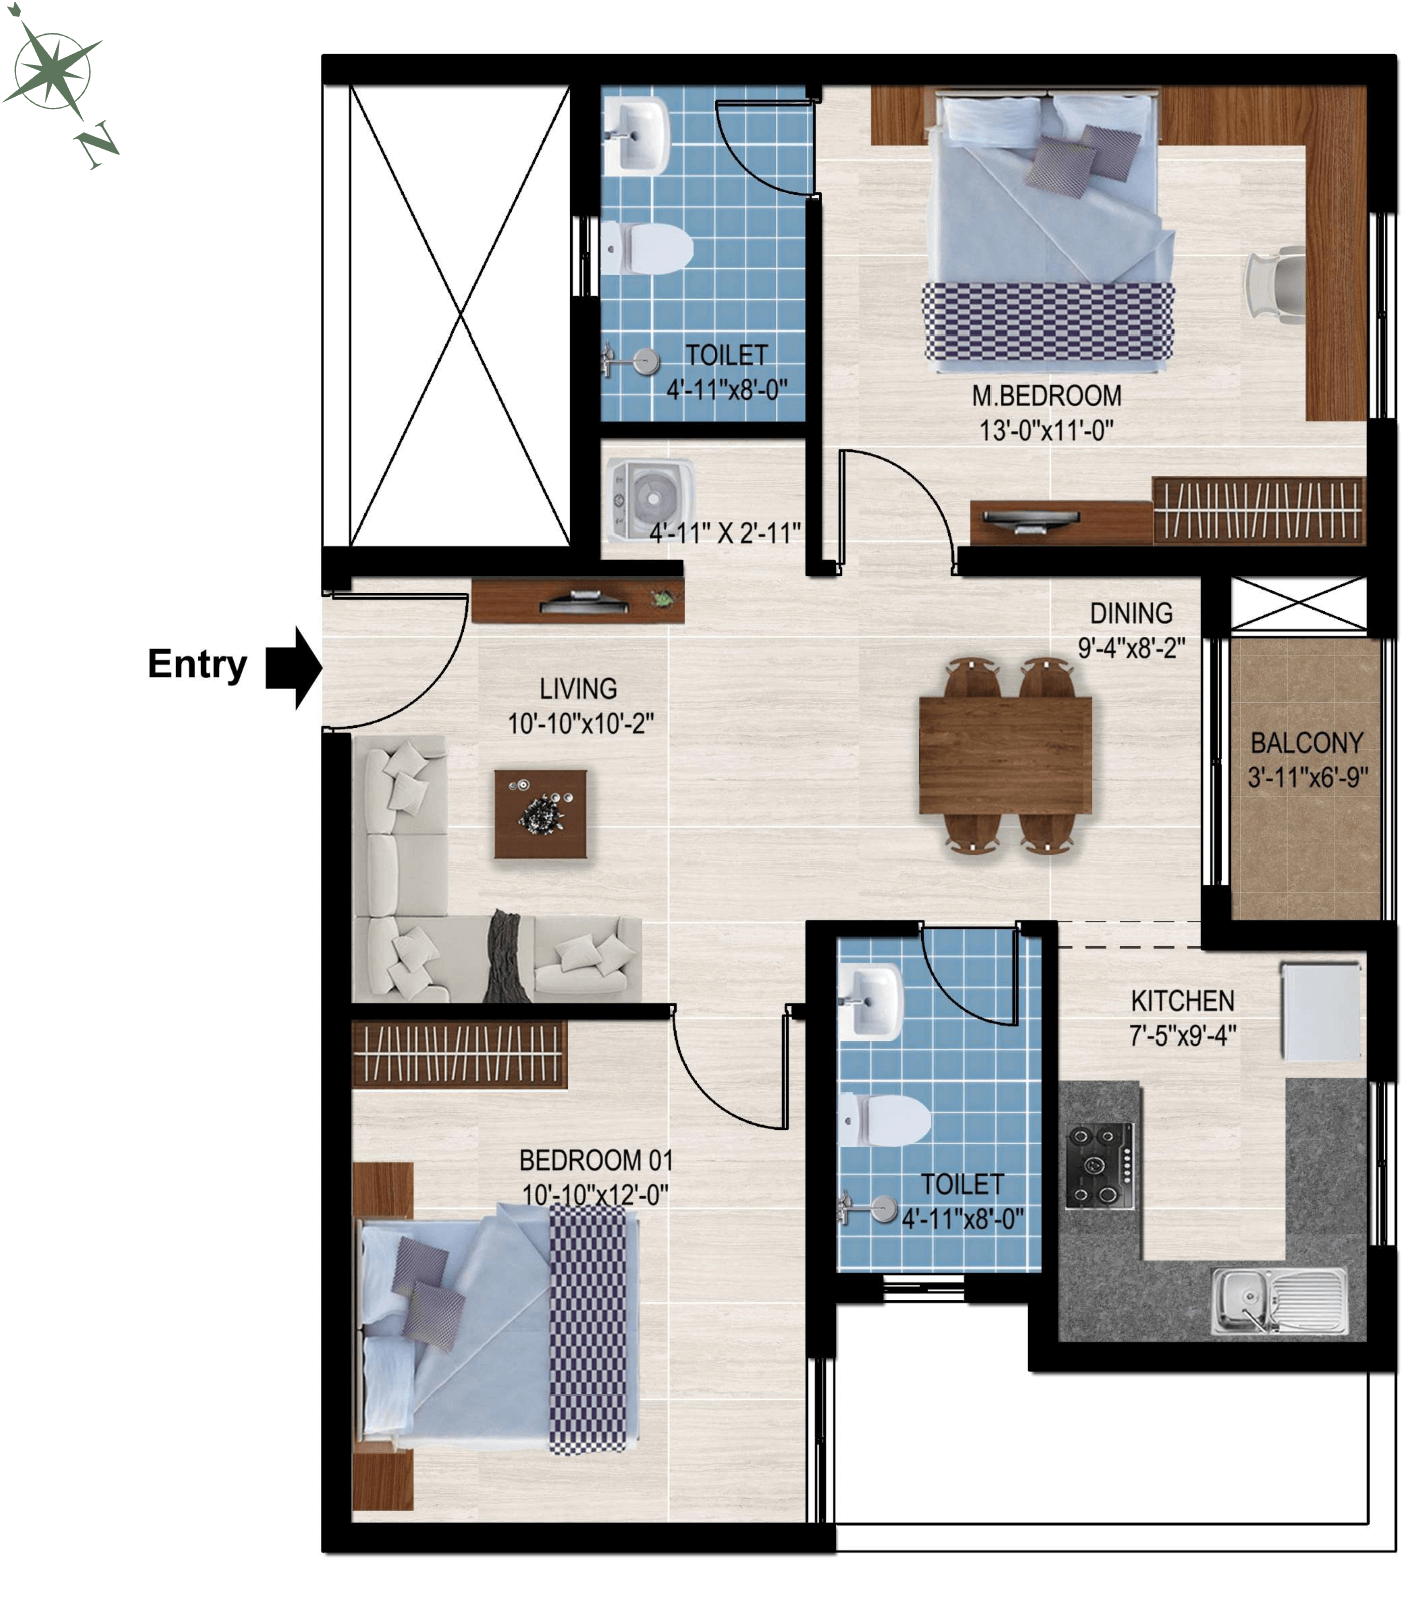 N
TOILET
4'-11"x8'-0"
M.BEDROOM
13'-0"x11'-0"
4'-11" X 2'-11"
DINING
9'-4"x8'-2"
Entry
LIVING
10'-10"x10'-2"
BALCONY
3'-11"x6'-9"
KITCHEN
7'-5"x9'-4"
BEDROOM 01
10'-10"x12'-0"
TOILET
4'-11"x8'-0"